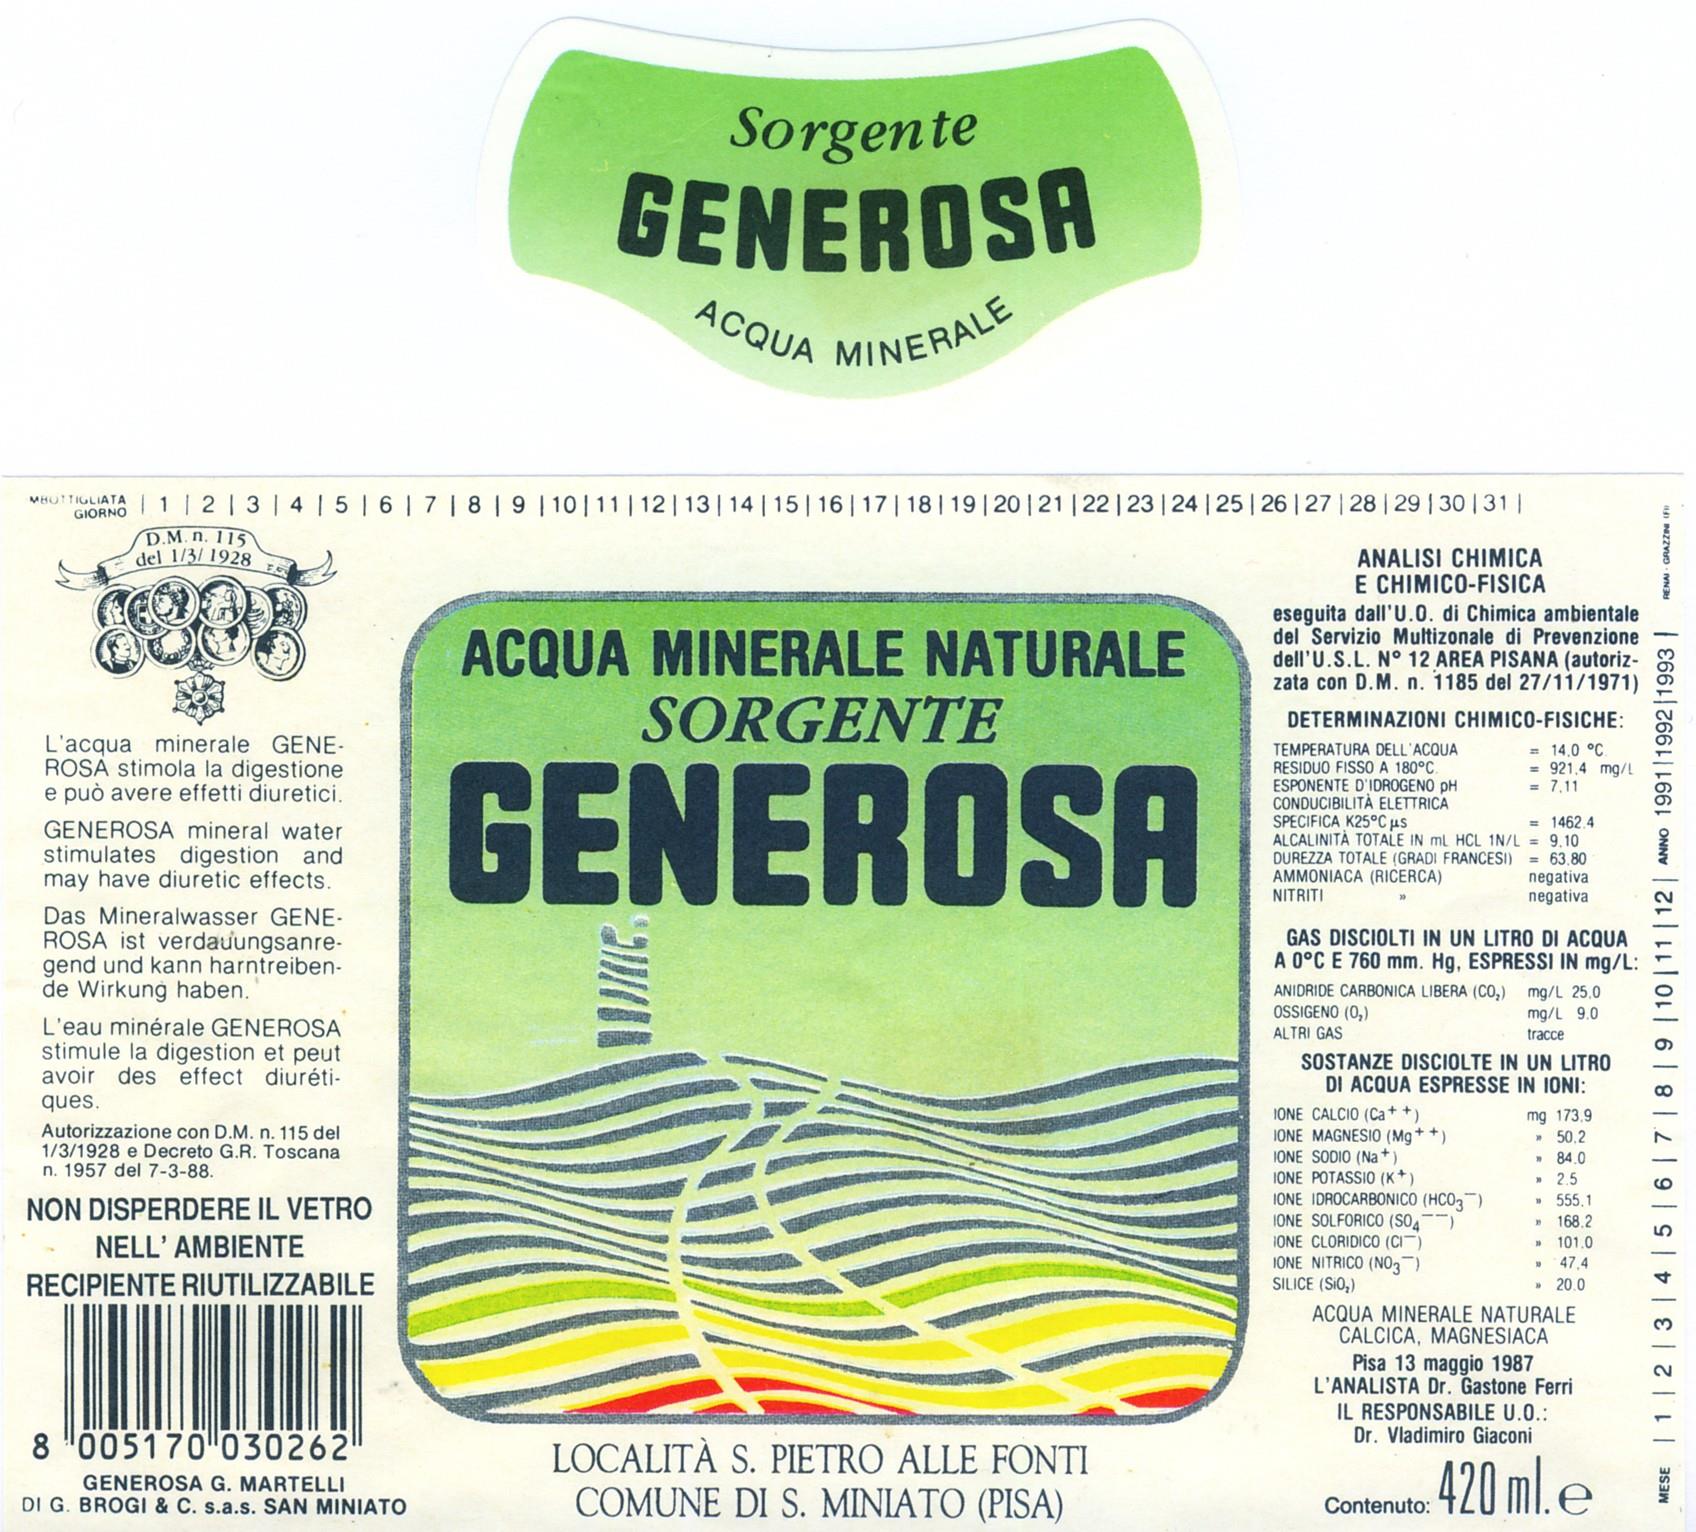 Sorgente
GENEROSA
ACQUA MINERALE
MBOTTIGLIATA
GIORNO | 1 | 2 | 3 | 4 | 5 | 6 | 7 | 8 | 9 | 10 | 11 | 12 | 13 | 14 | 15 | 16 | 17 | 18 | 19 | 20 | 21 | 22 | 23 | 24 | 25 | 26 | 27 | 28 | 29 | 30 | 31 |
D.M. n. 115
del 1/3/1928
L'acqua minerale GENE-
ROSA stimola la digestione
e può avere effetti diuretici.
GENEROSA mineral water
stimulates digestion and
may have diuretic effects.
Das Mineralwasser GENE-
ROSA ist verdauungsanre-
gend und kann harntreiben-
de Wirkung haben.
L'eau minérale GENEROSA
stimule la digestion et peut
avoir des effect diuréti-
ques.
Autorizzazione con D.M. n. 115 del
1/3/1928 e Decreto G.R. Toscana
n. 1957 del 7-3-88.
NON DISPERDERE IL VETRO
NELL' AMBIENTE
RECIPIENTE RIUTILIZZABILE
8 005170 030262
GENEROSA G. MARTELLI
DI G. BROGI & C. s.a.s. SAN MINIATO
ACQUA MINERALE NATURALE
SORGENTE
GENEROSA
LOCALITÀ S. PIETRO ALLE FONTI
COMUNE DI S. MINIATO (PISA)
ANALISI CHIMICA
E CHIMICO-FISICA
eseguita dall'U.O. di Chimica ambientale
del Servizio Multizonale di Prevenzione
dell'U.S.L. N° 12 AREA PISANA (autoriz-
zata con D.M. n. 1185 del 27/11/1971)
DETERMINAZIONI CHIMICO-FISICHE:
TEMPERATURA DELL'ACQUA = 14.0 °C.
RESIDUO FISSO A 180°C. = 921.4 mg/L
ESPONENTE D'IDROGENO pH = 7,11
CONDUCIBILITÀ ELETTRICA
SPECIFICA K25°C µs = 1462.4
ALCALINITÀ TOTALE IN mL HCL 1N/L = 9.10
DUREZZA TOTALE (GRADI FRANCESI) = 63,80
AMMONIACA (RICERCA) negativa
NITRITI » negativa
GAS DISCIOLTI IN UN LITRO DI ACQUA
A 0°C E 760 mm. Hg, ESPRESSI IN mg/L:
ANIDRIDE CARBONICA LIBERA (CO₂) mg/L 25,0
OSSIGENO (O₂) mg/L 9.0
ALTRI GAS tracce
SOSTANZE DISCIOLTE IN UN LITRO
DI ACQUA ESPRESSE IN IONI:
IONE CALCIO (Ca++) mg 173,9
IONE MAGNESIO (Mg++) » 50.2
IONE SODIO (Na+) » 84.0
IONE POTASSIO (K+) » 2.5
IONE IDROCARBONICO (HCO₃—) » 555,1
IONE SOLFORICO (SO₄— —) » 168.2
IONE CLORIDICO (Cl—) » 101.0
IONE NITRICO (NO₃—) » 47,4
SILICE (SiO₂) » 20.0
ACQUA MINERALE NATURALE
CALCICA, MAGNESIACA
Pisa 13 maggio 1987
L'ANALISTA Dr. Gastone Ferri
IL RESPONSABILE U.O.:
Dr. Vladimiro Giaconi
Contenuto: 420 ml. e
MESE | 1 | 2 | 3 | 4 | 5 | 6 | 7 | 8 | 9 | 10 | 11 | 12 | ANNO 1991 | 1992 | 1993 |
RENAI - GRAZZINI (FI)